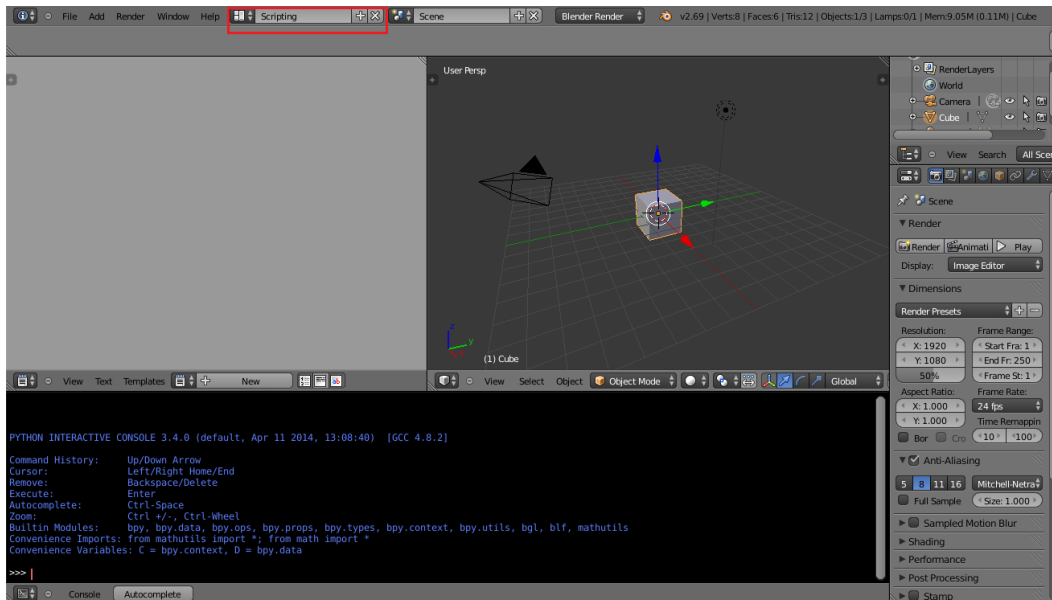 File Add Render Window Help Scripting Scene Blender Render v2.69 | Verts:8 | Faces:6 | Tris:12 | Objects:1/3 | Lamps:0/1 | Mem:9.05M (0.11M) | Cube
User Persp
(1) Cube
z
y
View Text Templates New
View Select Object Object Mode Global
PYTHON INTERACTIVE CONSOLE 3.4.0 (default, Apr 11 2014, 13:08:40) [GCC 4.8.2]
Command History: Up/Down Arrow
Cursor: Left/Right Home/End
Remove: Backspace/Delete
Execute: Enter
Autocomplete: Ctrl-Space
Zoom: Ctrl +/-, Ctrl-Wheel
Builtin Modules: bpy, bpy.data, bpy.ops, bpy.props, bpy.types, bpy.context, bpy.utils, bgl, blf, mathutils
Convenience Imports: from mathutils import *; from math import *
Convenience Variables: C = bpy.context, D = bpy.data
>>>
Console Autocomplete
RenderLayers
World
Camera
Cube
View Search All Scer
Scene
Render
Render Animati Play
Display: Image Editor
Dimensions
Render Presets
Resolution: Frame Range:
X: 1920 Start Fra: 1
Y: 1080 End Fr: 250
50% Frame St: 1
Aspect Ratio: Frame Rate:
X: 1.000 24 fps
Y: 1.000 Time Remappin
Bor Cro 10 100
Anti-Aliasing
5 8 11 16 Mitchell-Netra
Full Sample Size: 1.000
Sampled Motion Blur
Shading
Performance
Post Processing
Stamp